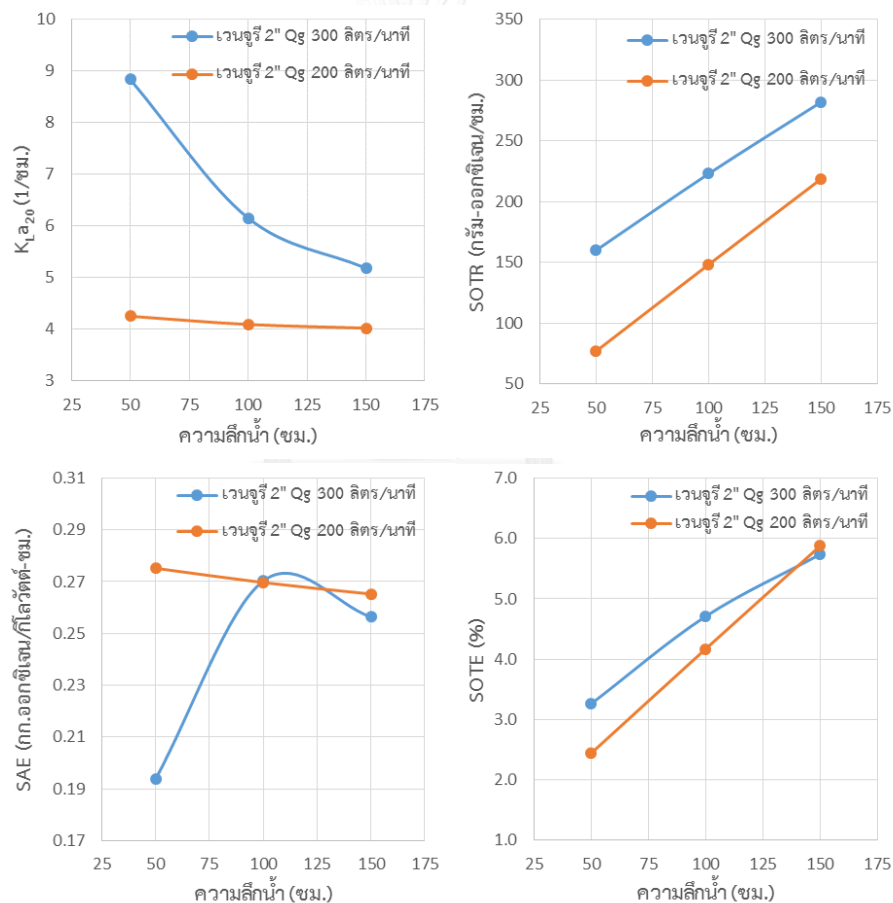 10
9
8
7
6
5
4
3
25 50 75 100 125 150 175
K_La_20 (1/ซม.)
ความลึกน้ำ (ซม.)
เวนจูรี 2" Qg 300 ลิตร/นาที
เวนจูรี 2" Qg 200 ลิตร/นาที
350
300
250
200
150
100
50
25 50 75 100 125 150 175
SOTR (กรัม-ออกซิเจน/ชม.)
ความลึกน้ำ (ซม.)
เวนจูรี 2" Qg 300 ลิตร/นาที
เวนจูรี 2" Qg 200 ลิตร/นาที
0.31
0.29
0.27
0.25
0.23
0.21
0.19
0.17
25 50 75 100 125 150 175
SAE (กก.ออกซิเจน/กิโลวัตต์-ชม.)
ความลึกน้ำ (ซม.)
เวนจูรี 2" Qg 300 ลิตร/นาที
เวนจูรี 2" Qg 200 ลิตร/นาที
7.0
6.0
5.0
4.0
3.0
2.0
1.0
25 50 75 100 125 150 175
SOTE (%)
ความลึกน้ำ (ซม.)
เวนจูรี 2" Qg 300 ลิตร/นาที
เวนจูรี 2" Qg 200 ลิตร/นาที